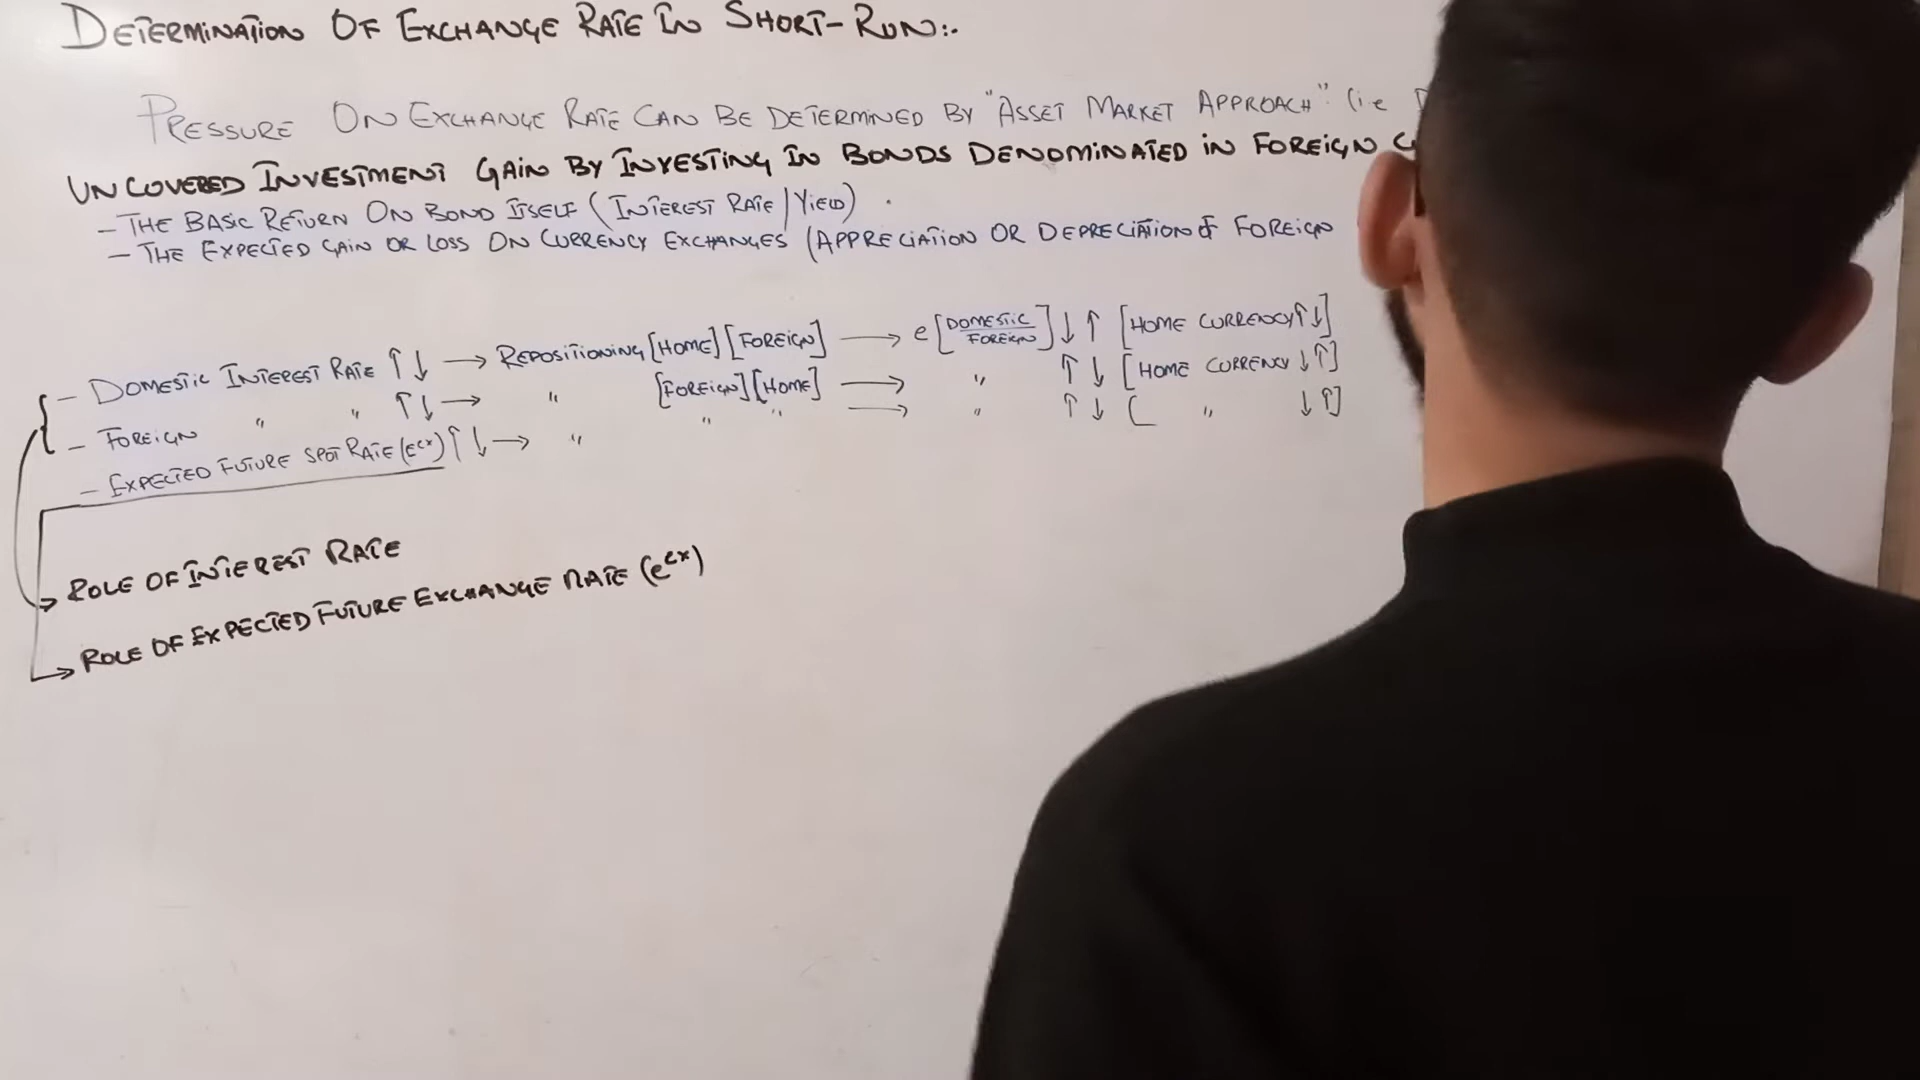 DETERMINATION OF EXCHANGE RATE IN SHORT-RUN:-
PRESSURE ON EXCHANGE RATE CAN BE DETERMINED BY "ASSET MARKET APPROACH" (i.e
UNCOVERED INVESTMENT GAIN BY INVESTING IN BONDS DENOMINATED IN FOREIGN
- THE BASIC RETURN ON BOND ITSELF (INTEREST RATE | YIELD) .
- THE EXPECTED GAIN OR LOSS ON CURRENCY EXCHANGES (APPRECIATION OR DEPRECIATION OF FOREIGN
- DOMESTIC INTEREST RATE ↑ ↓ → REPOSITIONING [HOME] [FOREIGN] → e [DOMESTIC/FOREIGN] ↓ ↑ [HOME CURRENCY ↑ ↓]
- FOREIGN " " ↑ ↓ → " [FOREIGN] [HOME] → " ↑ ↓ [HOME CURRENCY ↓ ↑]
- EXPECTED FUTURE SPOT RATE (e^ex) ↑ ↓ → " " " → " ↑ ↓ [ " ↓ ↑]
→ ROLE OF INTEREST RATE
→ ROLE OF EXPECTED FUTURE EXCHANGE RATE (e^ex)